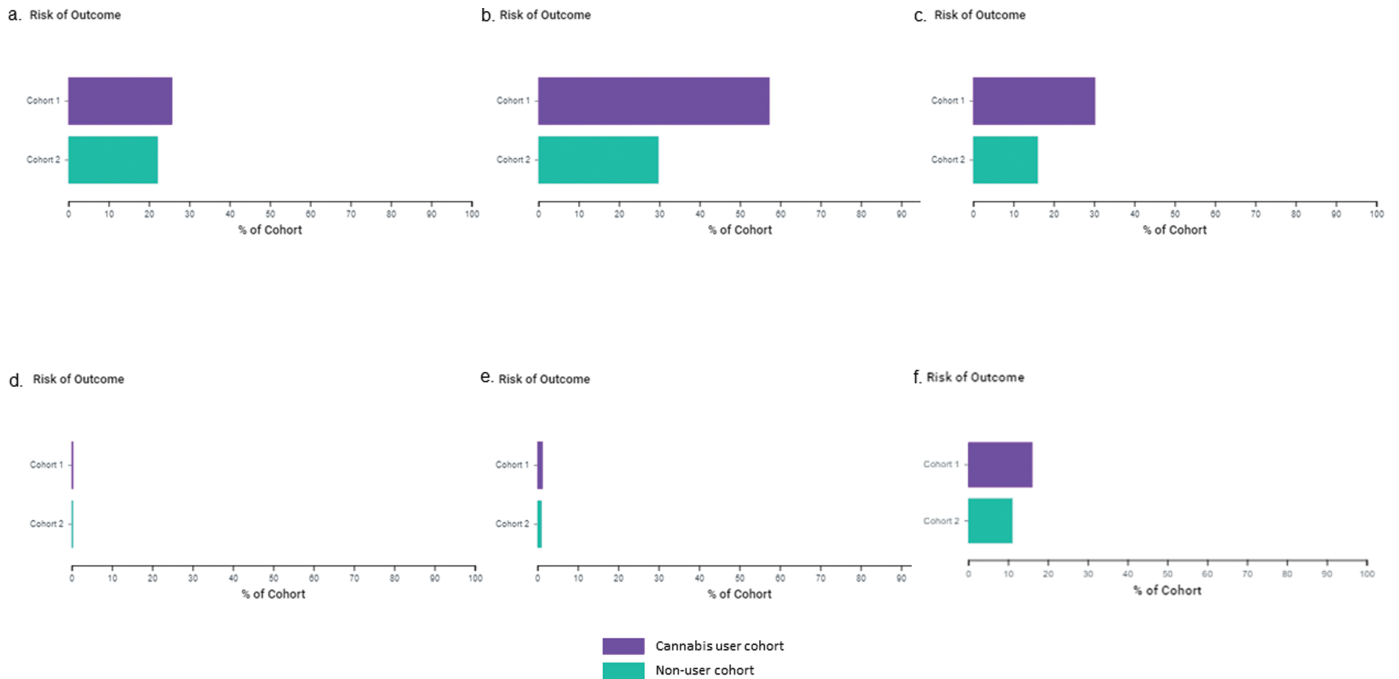 a. Risk of Outcome
Cohort 1
Cohort 2
0 10 20 30 40 50 60 70 80 90 100
% of Cohort
b. Risk of Outcome
Cohort 1
Cohort 2
0 10 20 30 40 50 60 70 80 90
% of Cohort
c. Risk of Outcome
Cohort 1
Cohort 2
0 10 20 30 40 50 60 70 80 90 100
% of Cohort
d. Risk of Outcome
Cohort 1
Cohort 2
0 10 20 30 40 50 60 70 80 90 100
% of Cohort
e. Risk of Outcome
Cohort 1
Cohort 2
0 10 20 30 40 50 60 70 80 90
% of Cohort
f. Risk of Outcome
Cohort 1
Cohort 2
0 10 20 30 40 50 60 70 80 90 100
% of Cohort
Cannabis user cohort
Non-user cohort